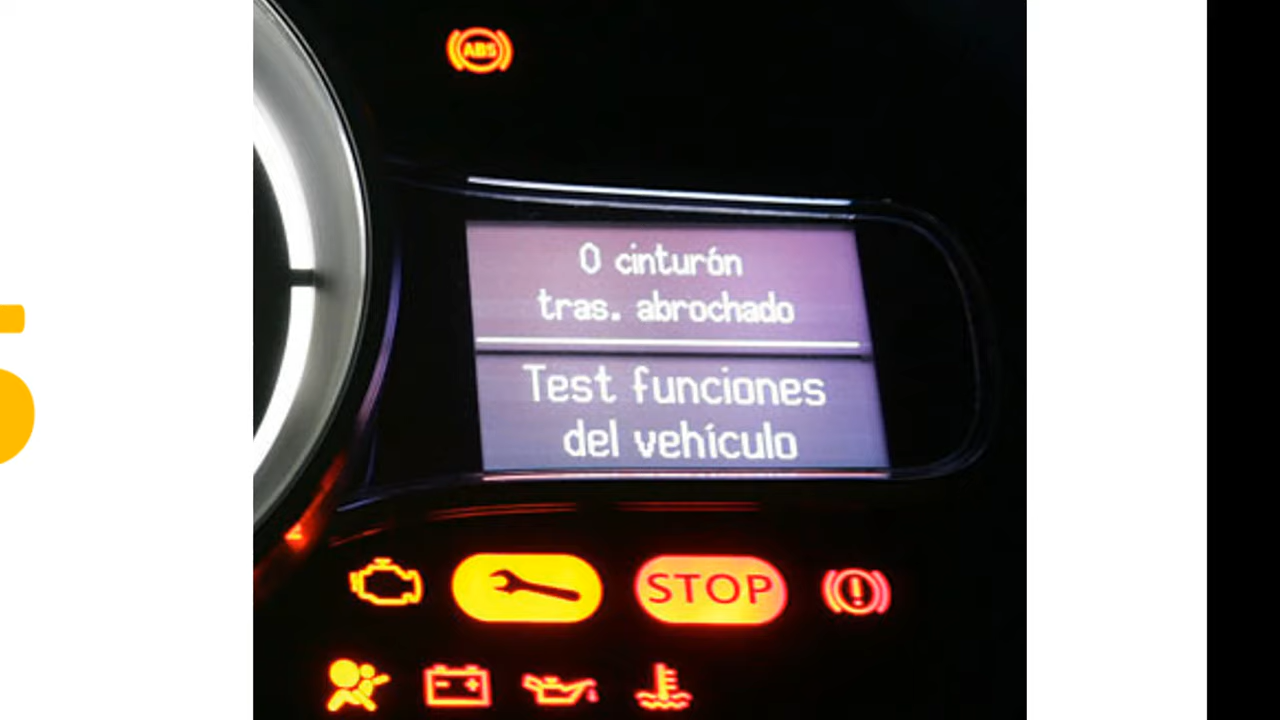 ABS
0 cinturón
tras. abrochado
Test funciones
del vehículo
STOP